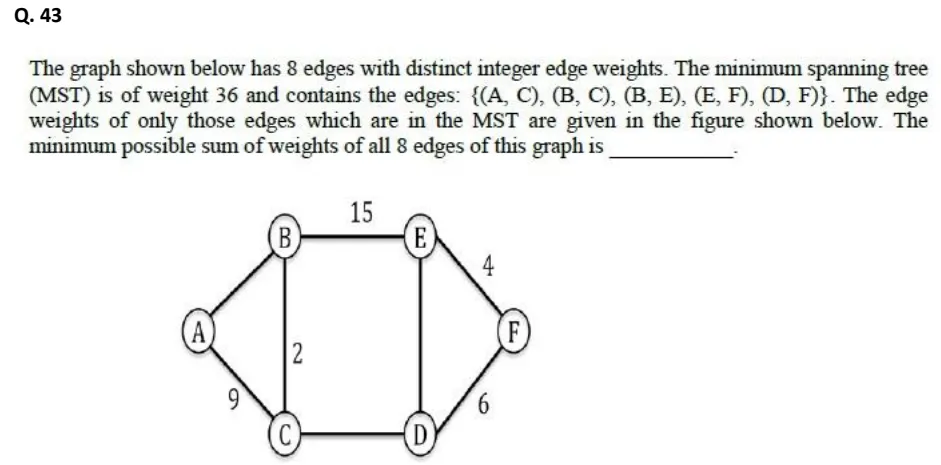 Q. 43
The graph shown below has 8 edges with distinct integer edge weights. The minimum spanning tree
(MST) is of weight 36 and contains the edges: {(A, C), (B, C), (B, E), (E, F), (D, F)}. The edge
weights of only those edges which are in the MST are given in the figure shown below. The
minimum possible sum of weights of all 8 edges of this graph is ____________.
15
B
E
4
A
F
2
9
6
C
D